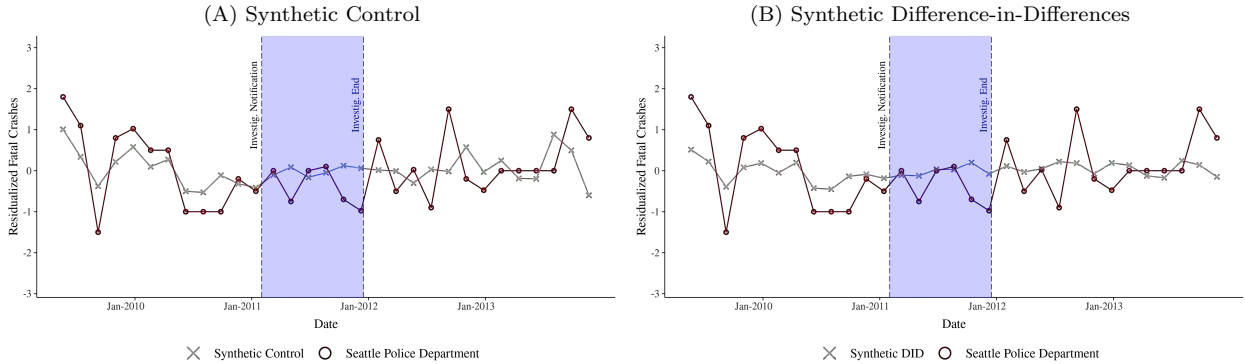 (A) Synthetic Control
Residualized Fatal Crashes
3
2
1
0
-1
-2
-3
Investig. Notification
Investig. End
Jan-2010
Jan-2011
Jan-2012
Jan-2013
Date
Synthetic Control
Seattle Police Department
(B) Synthetic Difference-in-Differences
Residualized Fatal Crashes
3
2
1
0
-1
-2
-3
Investig. Notification
Investig. End
Jan-2010
Jan-2011
Jan-2012
Jan-2013
Date
Synthetic DID
Seattle Police Department